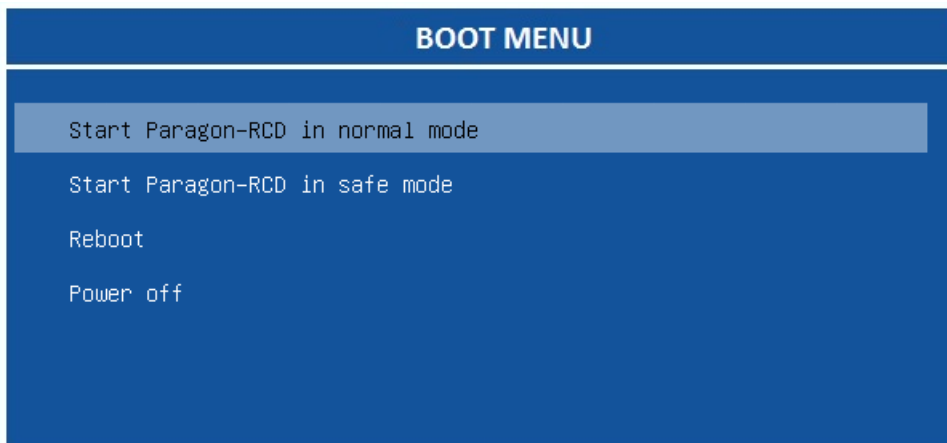 BOOT MENU
Start Paragon-RCD in normal mode
Start Paragon-RCD in safe mode
Reboot
Power off